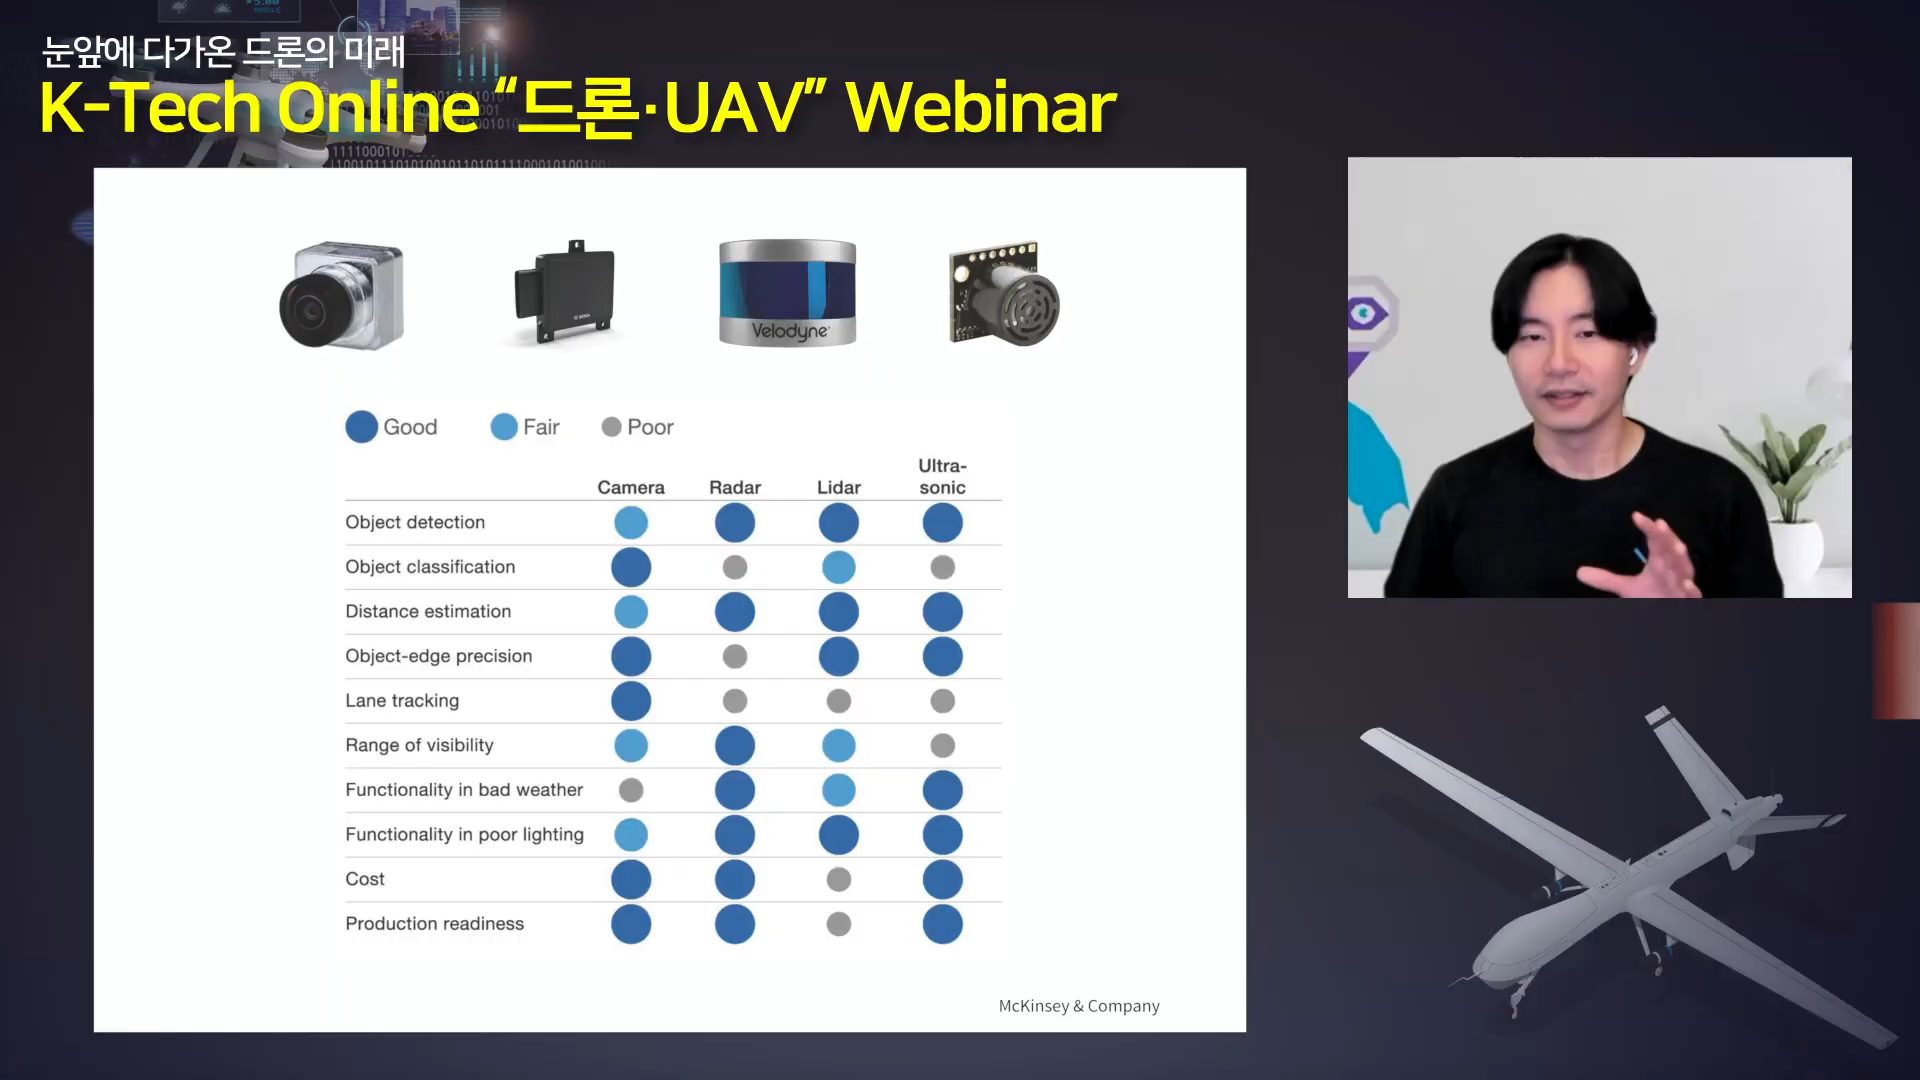 눈앞에 다가온 드론의 미래
K-Tech Online “드론·UAV” Webinar
Velodyne
Good Fair Poor
Camera Radar Lidar Ultra-
sonic
Object detection
Object classification
Distance estimation
Object-edge precision
Lane tracking
Range of visibility
Functionality in bad weather
Functionality in poor lighting
Cost
Production readiness
McKinsey & Company